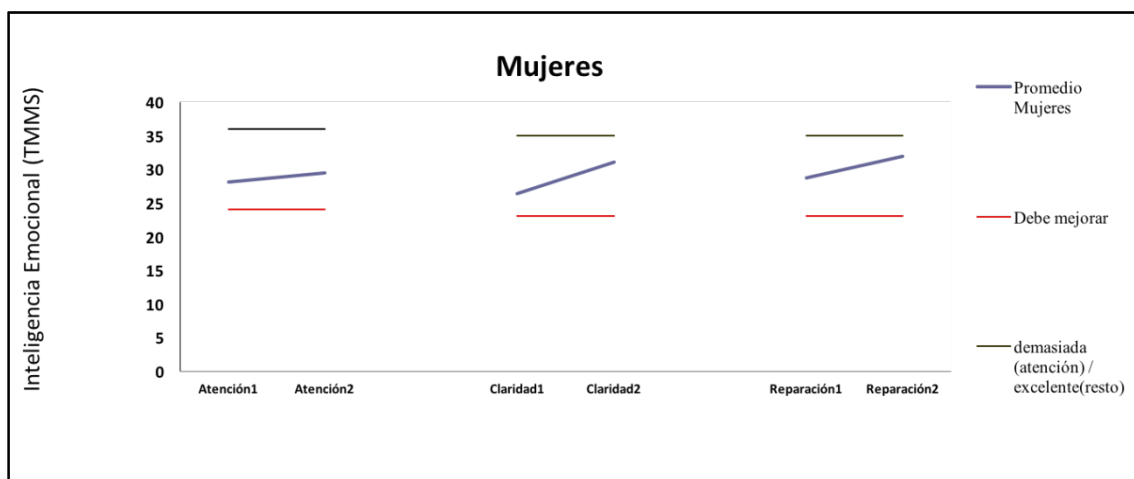 Mujeres
Inteligencia Emocional (TMMS)
40
35
30
25
20
15
10
5
0
Atención1 Atención2 Claridad1 Claridad2 Reparación1 Reparación2
Promedio
Mujeres
Debe mejorar
demasiada
(atención) /
excelente(resto)